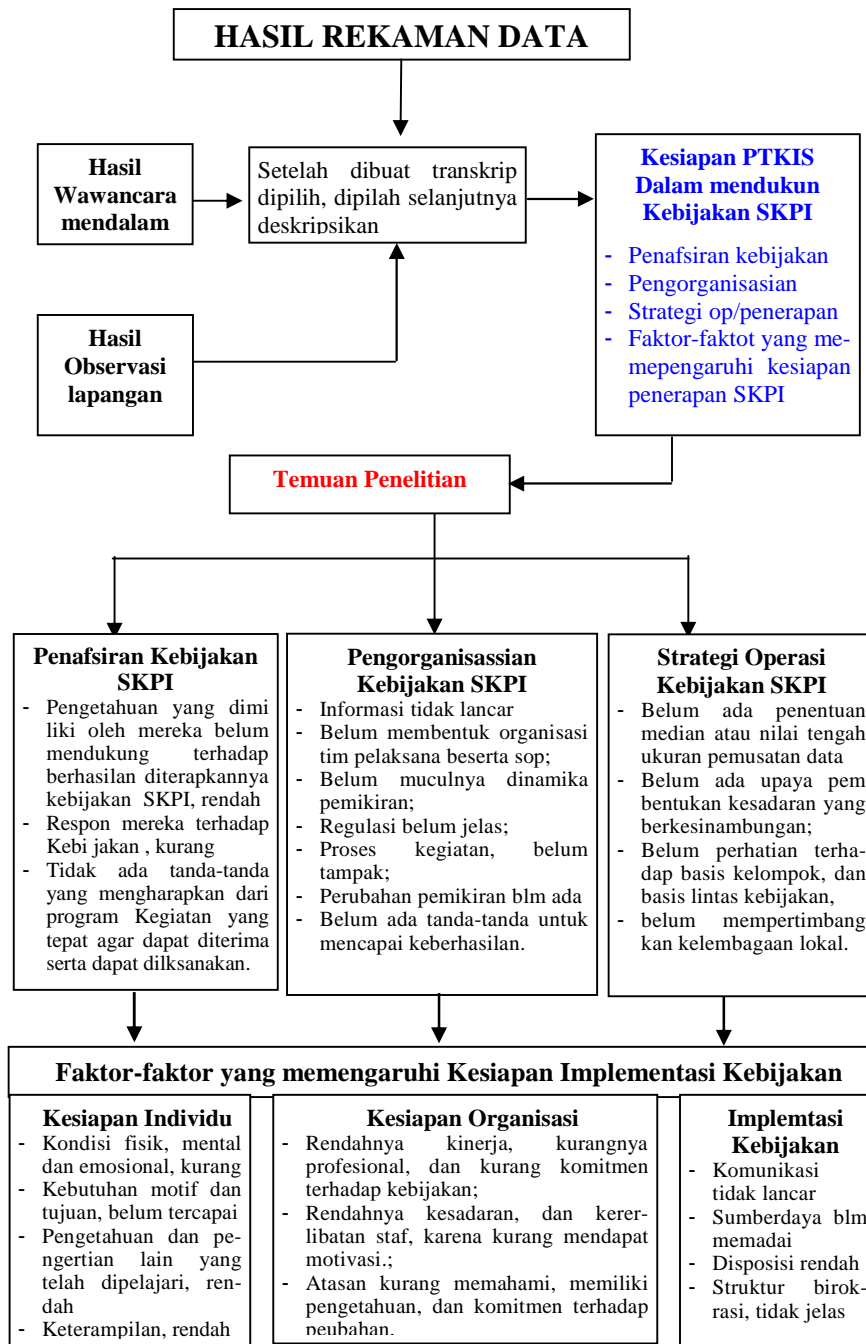 HASIL REKAMAN DATA
Hasil
Wawancara
mendalam
Setelah dibuat transkrip
dipilih, dipilah selanjutnya
deskripsikan
Kesiapan PTKIS
Dalam mendukun
Kebijakan SKPI
- Penafsiran kebijakan
- Pengorganisasian
- Strategi op/penerapan
- Faktor-faktot yang me-
mepengaruhi kesiapan
penerapan SKPI
Hasil
Observasi
lapangan
Temuan Penelitian
Penafsiran Kebijakan
SKPI
- Pengetahuan yang dimi
liki oleh mereka belum
mendukung terhadap
berhasilan diterapkannya
kebijakan SKPI, rendah
- Respon mereka terhadap
Kebi jakan , kurang
- Tidak ada tanda-tanda
yang mengharapkan dari
program Kegiatan yang
tepat agar dapat diterima
serta dapat dilksanakan.
Pengorganisassian
Kebijakan SKPI
- Informasi tidak lancar
- Belum membentuk organisasi
tim pelaksana beserta sop;
- Belum muculnya dinamika
pemikiran;
- Regulasi belum jelas;
- Proses kegiatan, belum
tampak;
- Perubahan pemikiran blm ada
- Belum ada tanda-tanda untuk
mencapai keberhasilan.
Strategi Operasi
Kebijakan SKPI
- Belum ada penentuan
median atau nilai tengah
ukuran pemusatan data
- Belum ada upaya pem
bentukan kesadaran yang
berkesinambungan;
- Belum perhatian terha-
dap basis kelompok, dan
basis lintas kebijakan,
- belum mempertimbang
kan kelembagaan lokal.
Faktor-faktor yang memengaruhi Kesiapan Implementasi Kebijakan
Kesiapan Individu
- Kondisi fisik, mental
dan emosional, kurang
- Kebutuhan motif dan
tujuan, belum tercapai
- Pengetahuan dan pe-
ngertian lain yang
telah dipelajari, ren-
dah
- Keterampilan, rendah
Kesiapan Organisasi
- Rendahnya kinerja, kurangnya
profesional, dan kurang komitmen
terhadap kebijakan;
- Rendahnya kesadaran, dan kerer-
libatan staf, karena kurang mendapat
motivasi.;
- Atasan kurang memahami, memiliki
pengetahuan, dan komitmen terhadap
peubahan.
Implemtasi
Kebijakan
- Komunikasi
tidak lancar
- Sumberdaya blm
memadai
- Disposisi rendah
- Struktur birok-
rasi, tidak jelas